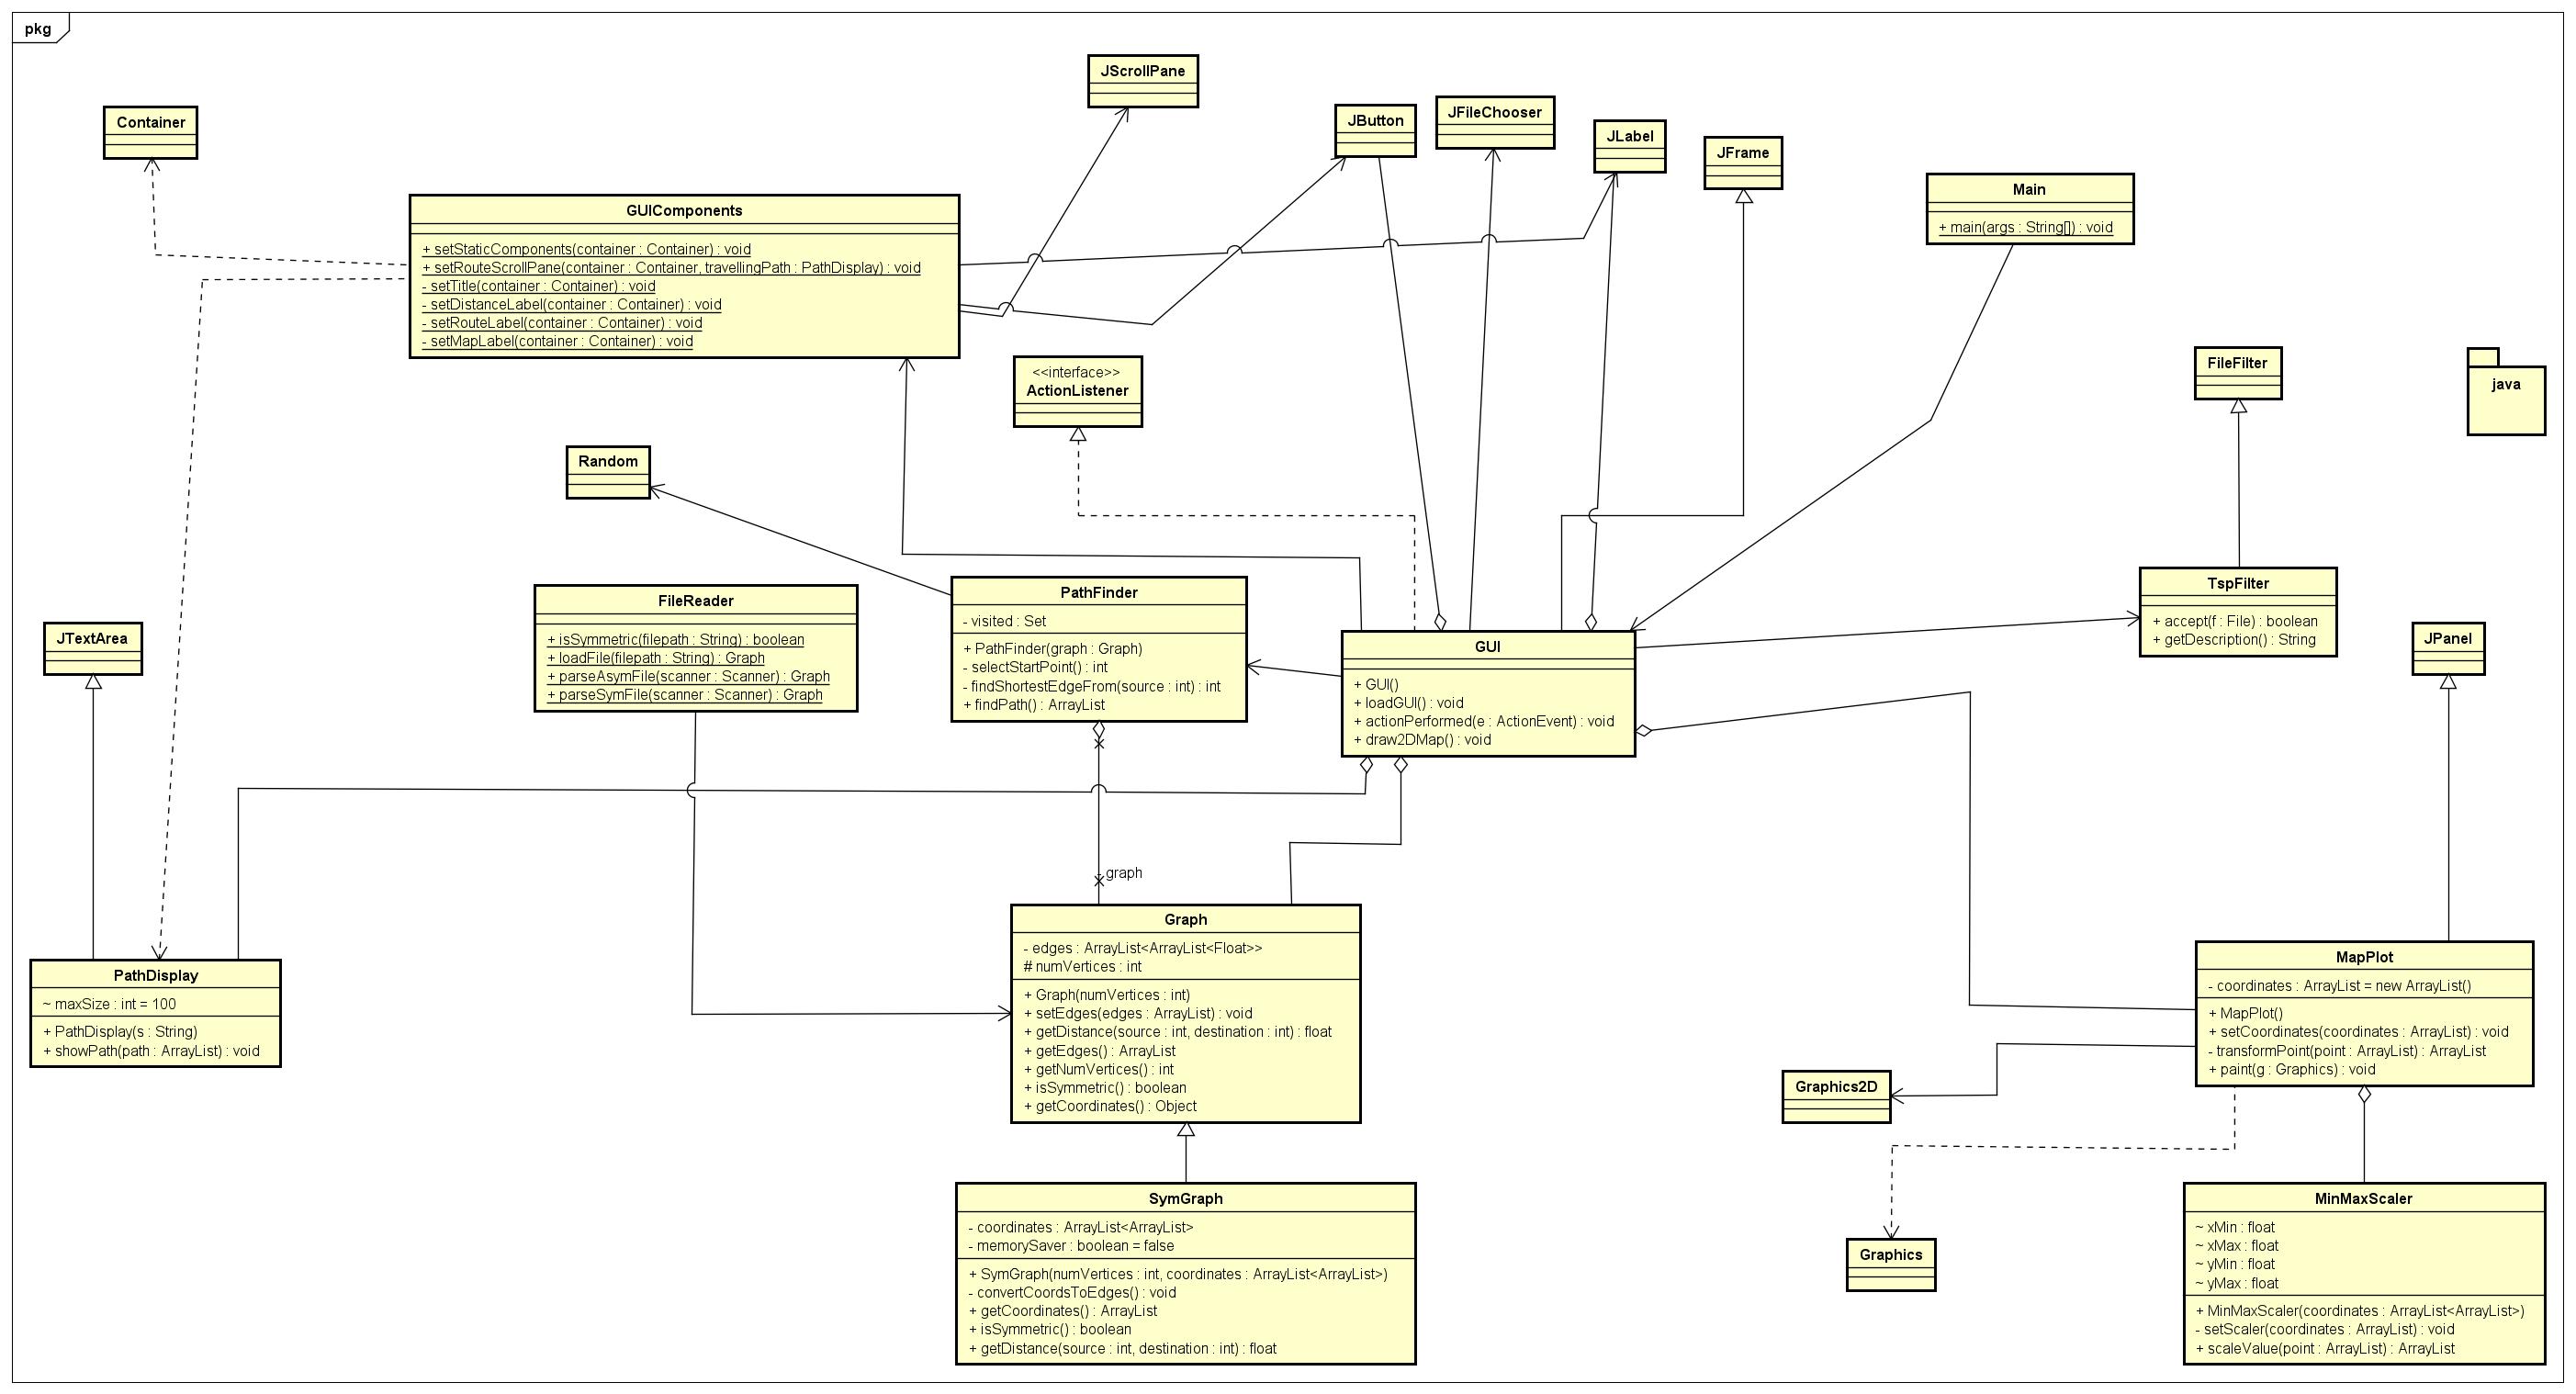 pkg
JScrollPane
Container
JButton
JFileChooser
JLabel
JFrame
Main
+ main(args : String[]) : void
GUIComponents
+ setStaticComponents(container : Container) : void
+ setRouteScrollPane(container : Container, travellingPath : PathDisplay) : void
- setTitle(container : Container) : void
- setDistanceLabel(container : Container) : void
- setRouteLabel(container : Container) : void
- setMapLabel(container : Container) : void
<<interface>>
ActionListener
FileFilter
java
Random
FileReader
+ isSymmetric(filepath : String) : boolean
+ loadFile(filepath : String) : Graph
+ parseAsymFile(scanner : Scanner) : Graph
+ parseSymFile(scanner : Scanner) : Graph
PathFinder
- visited : Set
+ PathFinder(graph : Graph)
- selectStartPoint() : int
- findShortestEdgeFrom(source : int) : int
+ findPath() : ArrayList
GUI
+ GUI()
+ loadGUI() : void
+ actionPerformed(e : ActionEvent) : void
+ draw2DMap() : void
TspFilter
+ accept(f : File) : boolean
+ getDescription() : String
JTextArea
JPanel
- graph
Graph
- edges : ArrayList<ArrayList<Float>>
# numVertices : int
+ Graph(numVertices : int)
+ setEdges(edges : ArrayList) : void
+ getDistance(source : int, destination : int) : float
+ getEdges() : ArrayList
+ getNumVertices() : int
+ isSymmetric() : boolean
+ getCoordinates() : Object
PathDisplay
~ maxSize : int = 100
+ PathDisplay(s : String)
+ showPath(path : ArrayList) : void
MapPlot
- coordinates : ArrayList = new ArrayList()
+ MapPlot()
+ setCoordinates(coordinates : ArrayList) : void
- transformPoint(point : ArrayList) : ArrayList
+ paint(g : Graphics) : void
Graphics2D
Graphics
SymGraph
- coordinates : ArrayList<ArrayList>
- memorySaver : boolean = false
+ SymGraph(numVertices : int, coordinates : ArrayList<ArrayList>)
- convertCoordsToEdges() : void
+ getCoordinates() : ArrayList
+ isSymmetric() : boolean
+ getDistance(source : int, destination : int) : float
MinMaxScaler
~ xMin : float
~ xMax : float
~ yMin : float
~ yMax : float
+ MinMaxScaler(coordinates : ArrayList<ArrayList>)
- setScaler(coordinates : ArrayList) : void
+ scaleValue(point : ArrayList) : ArrayList